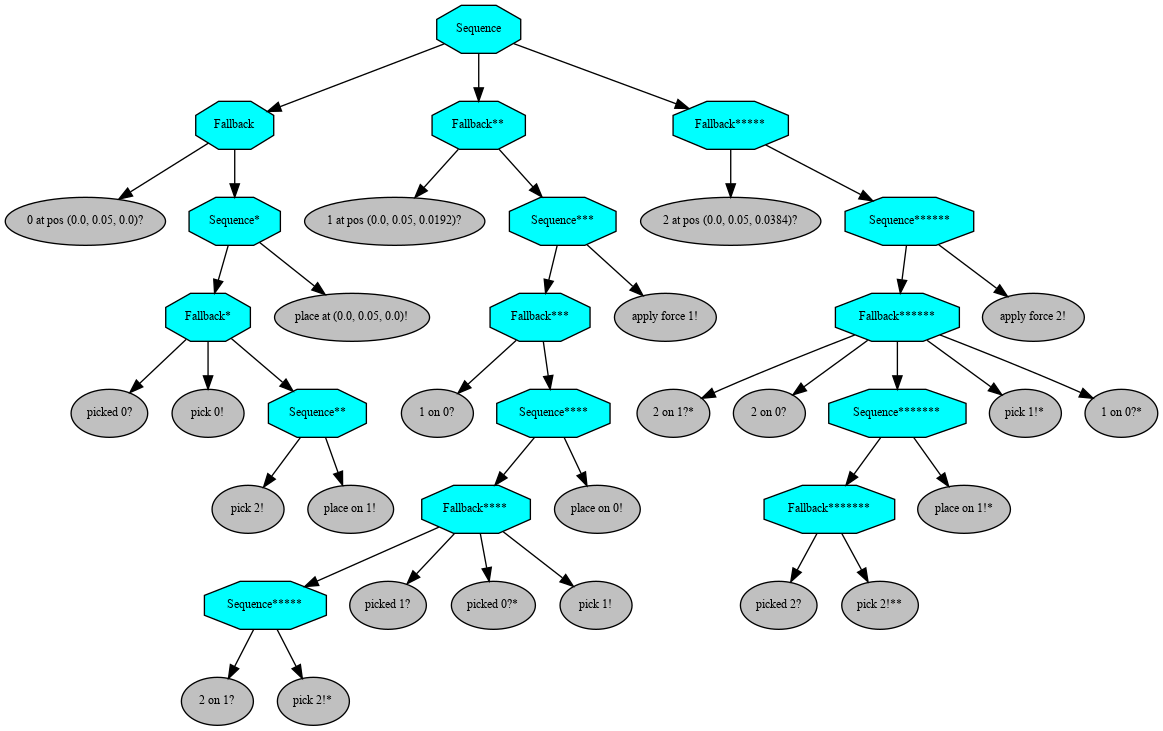 Sequence
Fallback
Fallback**
Fallback*****
0 at pos (0.0, 0.05, 0.0)?
Sequence*
1 at pos (0.0, 0.05, 0.0192)?
Sequence***
2 at pos (0.0, 0.05, 0.0384)?
Sequence******
Fallback*
place at (0.0, 0.05, 0.0)!
Fallback***
apply force 1!
Fallback******
apply force 2!
picked 0?
pick 0!
Sequence**
1 on 0?
Sequence****
2 on 1?*
2 on 0?
Sequence*******
pick 1!*
1 on 0?*
pick 2!
place on 1!
Fallback****
place on 0!
Fallback*******
place on 1!*
Sequence*****
picked 1?
picked 0?*
pick 1!
picked 2?
pick 2!**
2 on 1?
pick 2!*